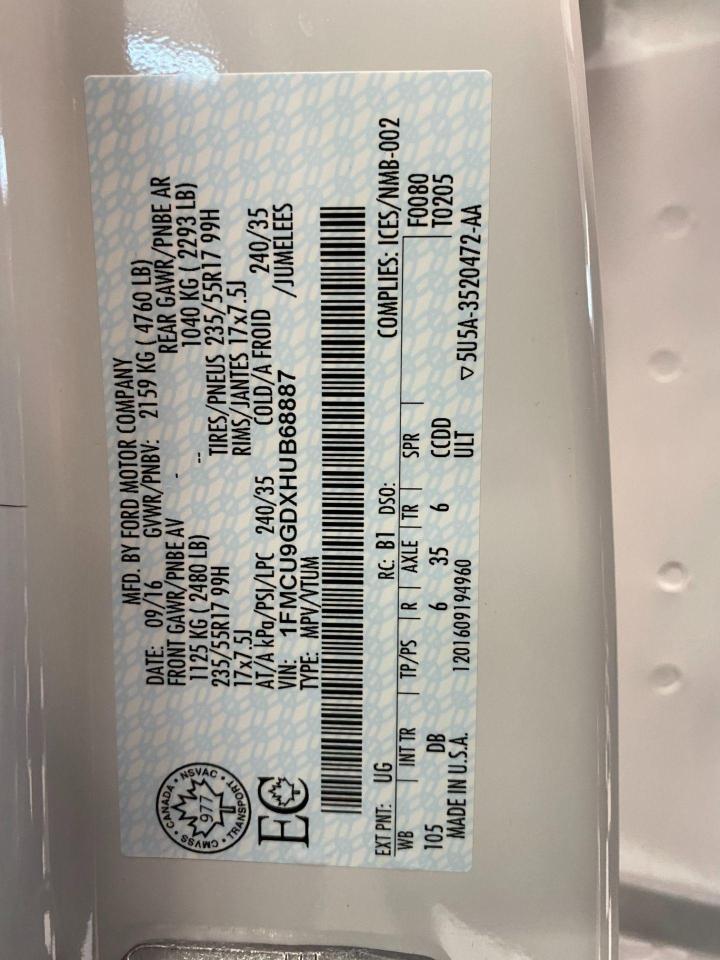 MFD. BY FORD MOTOR COMPANY
DATE: 09/16 GVWR/PNBV: 2159 KG ( 4760 LB)
FRONT GAWR/PNBE AV - REAR GAWR/PNBE AR
1125 KG ( 2480 LB) -- 1040 KG ( 2293 LB)
235/55R17 99H TIRES/PNEUS 235/55R17 99H
17x7.5J RIMS/JANTES 17x7.5J
AT/A kPa/PSI/LPC 240/35 COLD/A FROID 240/35
VIN: 1FMCU9GDXHUB68887 /JUMELEES
TYPE: MPV/VTUM
CMVSS • CANADA • NSVAC • TRANSPORT •
977
EC
COMPLIES: ICES/NMB-002
EXT PNT: UG RC: B1 DSO: F0080
WB INT TR TP/PS R AXLE TR SPR T0205
105 DB 6 35 6 CCDD
MADE IN U.S.A. 1201609194960 ULT ▽5U5A-3520472-AA